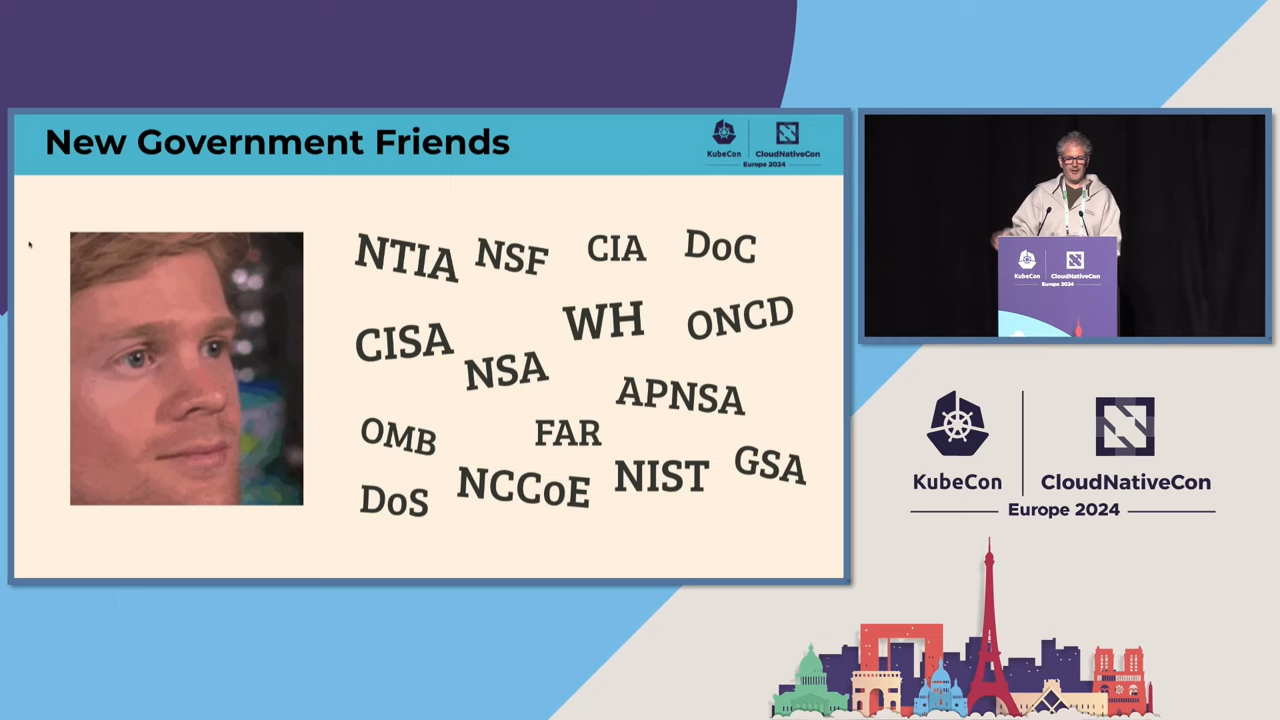 New Government Friends
KubeCon
CloudNativeCon
Europe 2024
NTIA NSF CIA DoC
CISA WH ONCD
NSA APNSA
OMB FAR
DoS NCCoE NIST GSA
KubeCon
CloudNativeCon
Europe 2024
KubeCon
CloudNativeCon
Europe 2024